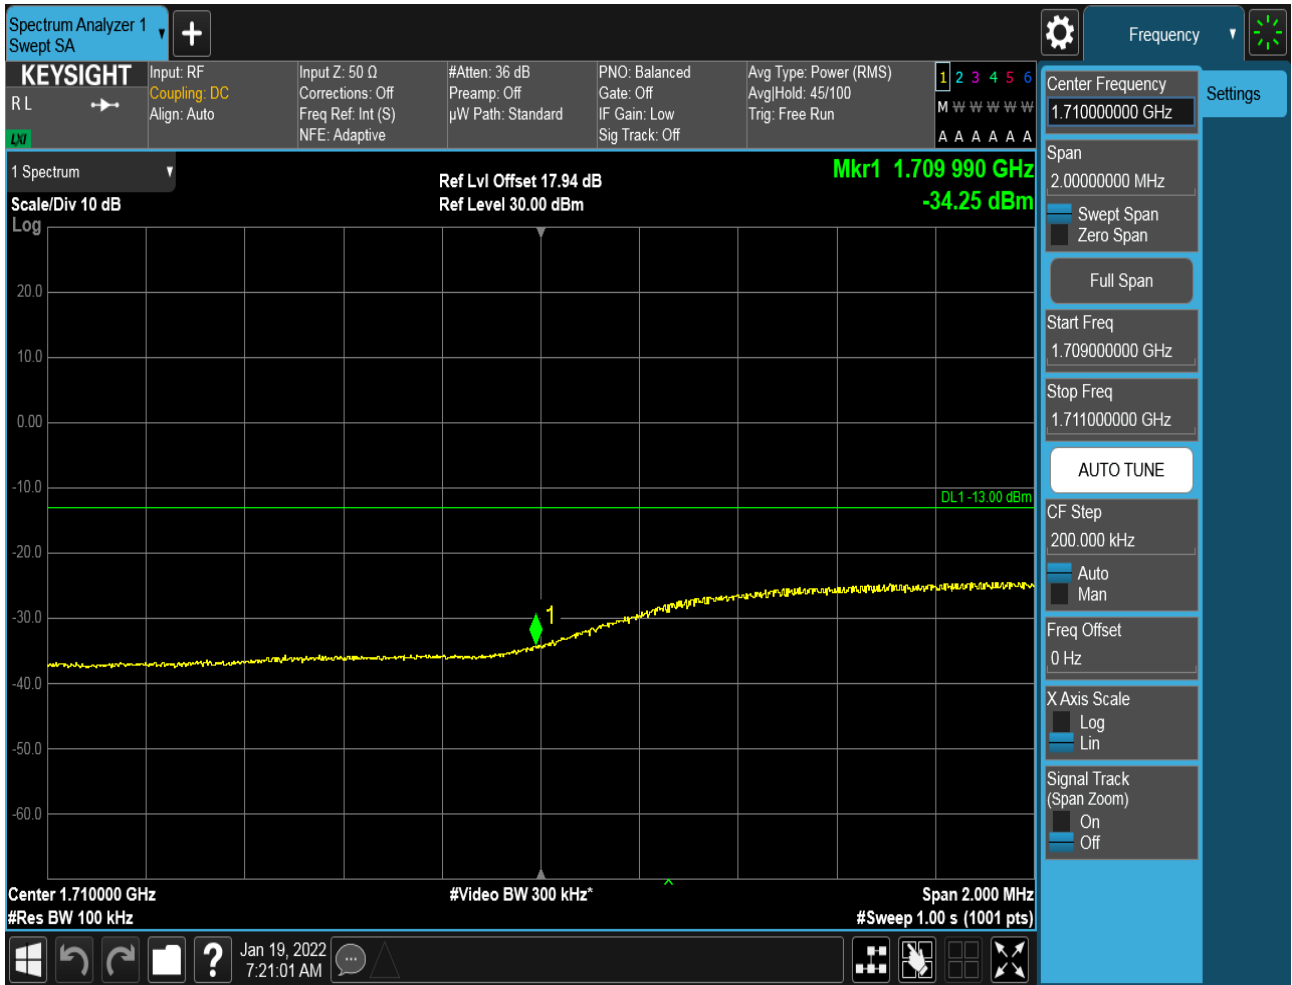 Spectrum Analyzer 1
Swept SA
Frequency
KEYSIGHT
R L
LXI
Input: RF
Coupling: DC
Align: Auto
Input Z: 50 Ω
Corrections: Off
Freq Ref: Int (S)
NFE: Adaptive
#Atten: 36 dB
Preamp: Off
µW Path: Standard
PNO: Balanced
Gate: Off
IF Gain: Low
Sig Track: Off
Avg Type: Power (RMS)
Avg|Hold: 45/100
Trig: Free Run
1 2 3 4 5 6
M W W W W W
A A A A A A
1 Spectrum
Scale/Div 10 dB
Log
Ref Lvl Offset 17.94 dB
Ref Level 30.00 dBm
Mkr1 1.709 990 GHz
-34.25 dBm
20.0
10.0
0.00
-10.0
-20.0
-30.0
-40.0
-50.0
-60.0
DL1 -13.00 dBm
1
Center 1.710000 GHz
#Res BW 100 kHz
#Video BW 300 kHz*
Span 2.000 MHz
#Sweep 1.00 s (1001 pts)
Jan 19, 2022
7:21:01 AM
Center Frequency
1.710000000 GHz
Settings
Span
2.00000000 MHz
Swept Span
Zero Span
Full Span
Start Freq
1.709000000 GHz
Stop Freq
1.711000000 GHz
AUTO TUNE
CF Step
200.000 kHz
Auto
Man
Freq Offset
0 Hz
X Axis Scale
Log
Lin
Signal Track
(Span Zoom)
On
Off